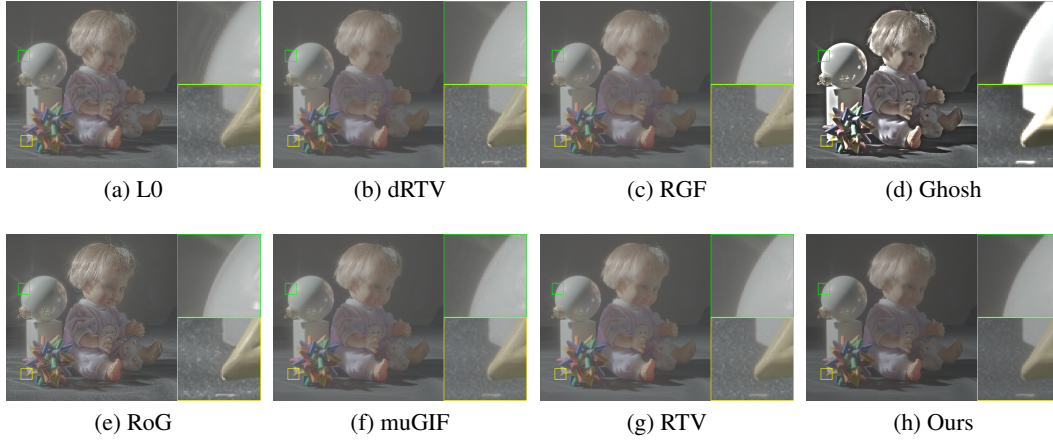 (a) L0
(b) dRTV
(c) RGF
(d) Ghosh
(e) RoG
(f) muGIF
(g) RTV
(h) Ours